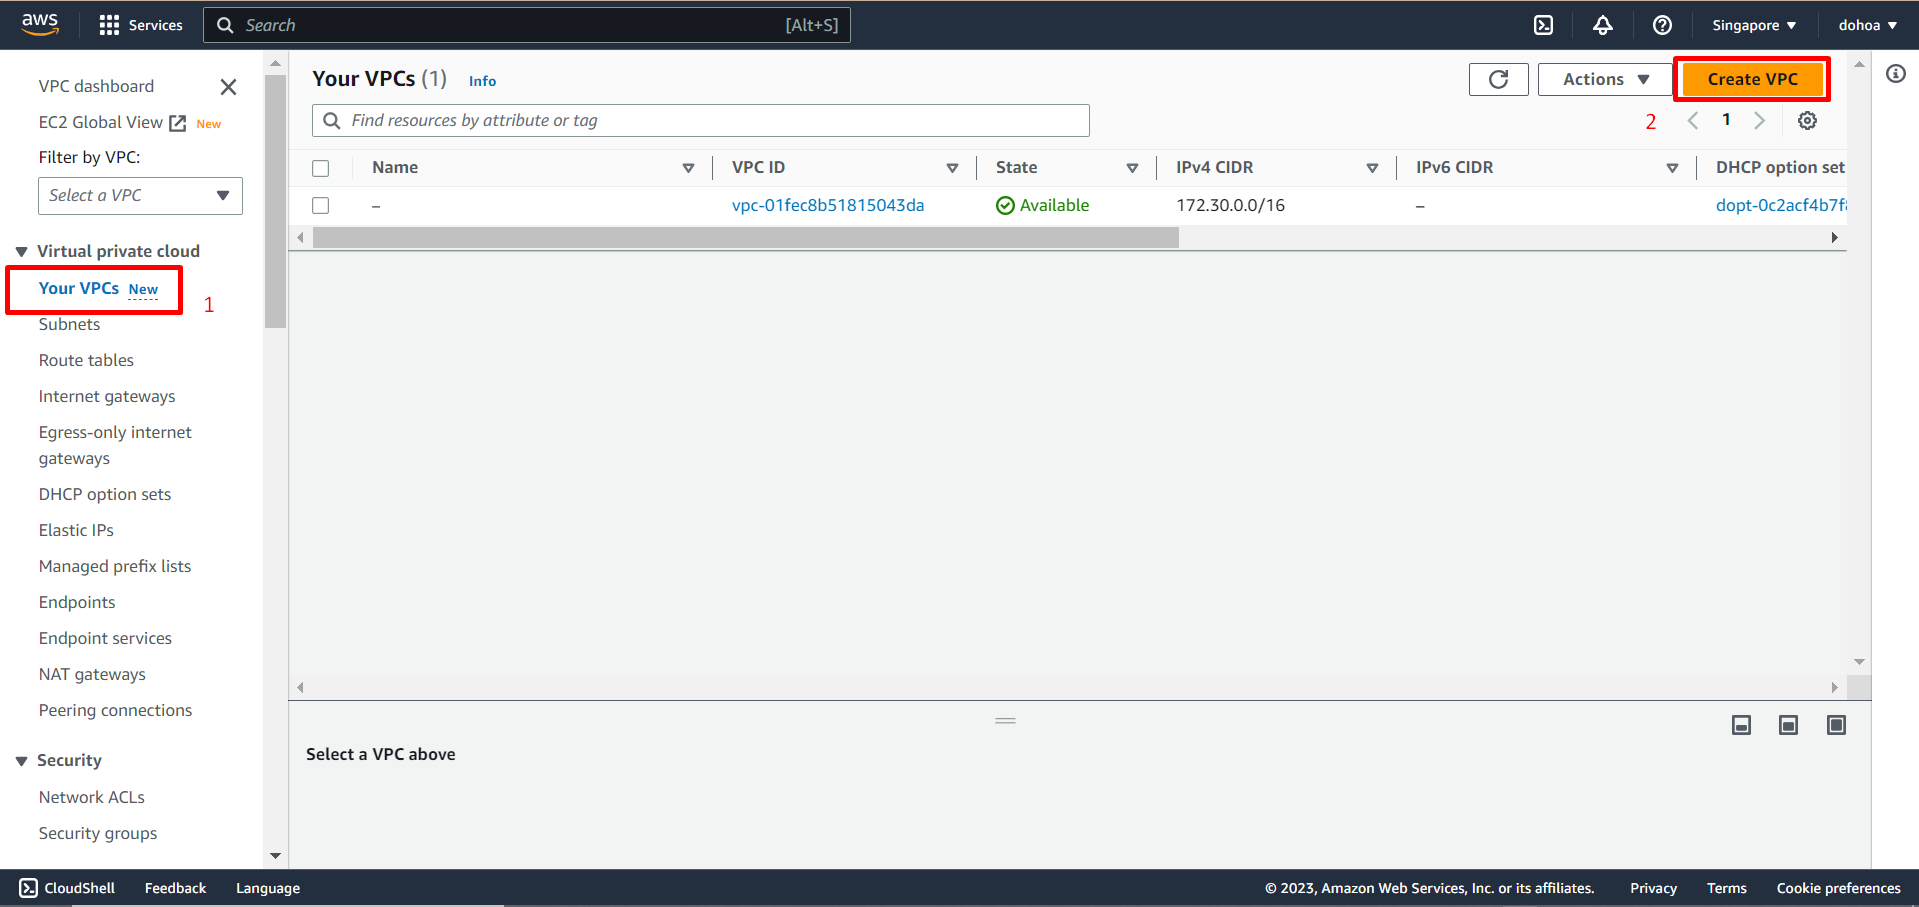 aws Services Search [Alt+S] Singapore dohoa
VPC dashboard
EC2 Global View New
Filter by VPC:
Select a VPC
Virtual private cloud
Your VPCs New 1
Subnets
Route tables
Internet gateways
Egress-only internet
gateways
DHCP option sets
Elastic IPs
Managed prefix lists
Endpoints
Endpoint services
NAT gateways
Peering connections
Security
Network ACLs
Security groups
Your VPCs (1) Info Actions Create VPC
Find resources by attribute or tag 2 1
Name VPC ID State IPv4 CIDR IPv6 CIDR DHCP option set
– vpc-01fec8b51815043da Available 172.30.0.0/16 – dopt-0c2acf4b7f
Select a VPC above
CloudShell Feedback Language © 2023, Amazon Web Services, Inc. or its affiliates. Privacy Terms Cookie preferences